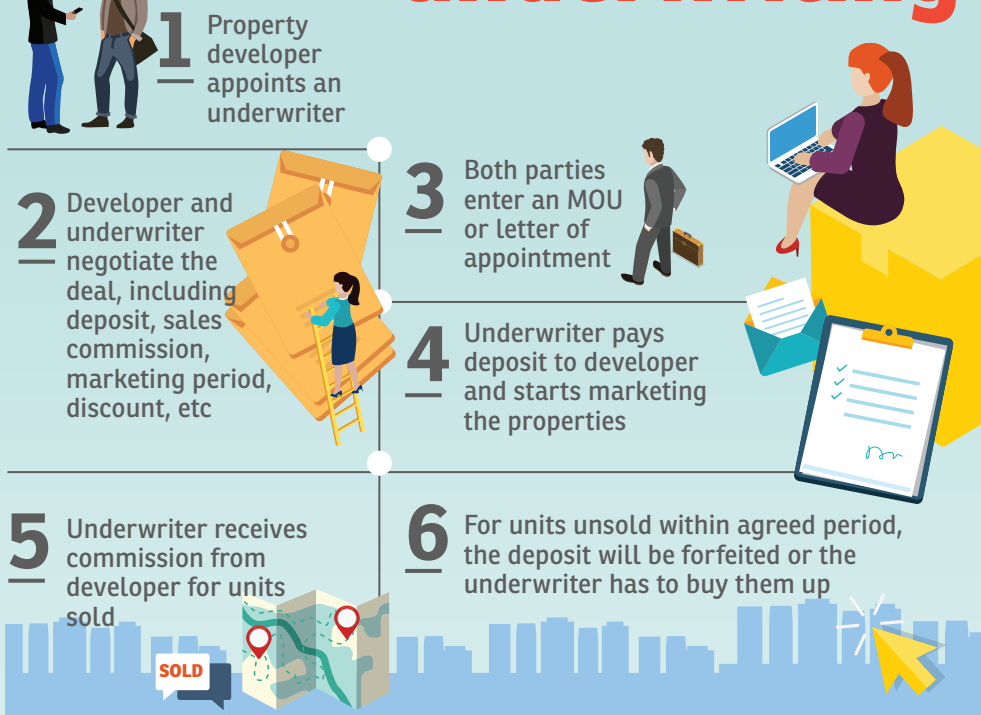 underwriting
1
Property
developer
appoints an
underwriter
2
Developer and
underwriter
negotiate the
deal, including
deposit, sales
commission,
marketing period,
discount, etc
3
Both parties
enter an MOU
or letter of
appointment
4
Underwriter pays
deposit to developer
and starts marketing
the properties
5
Underwriter receives
commission from
developer for units
sold
6
For units unsold within agreed period,
the deposit will be forfeited or the
underwriter has to buy them up
SOLD